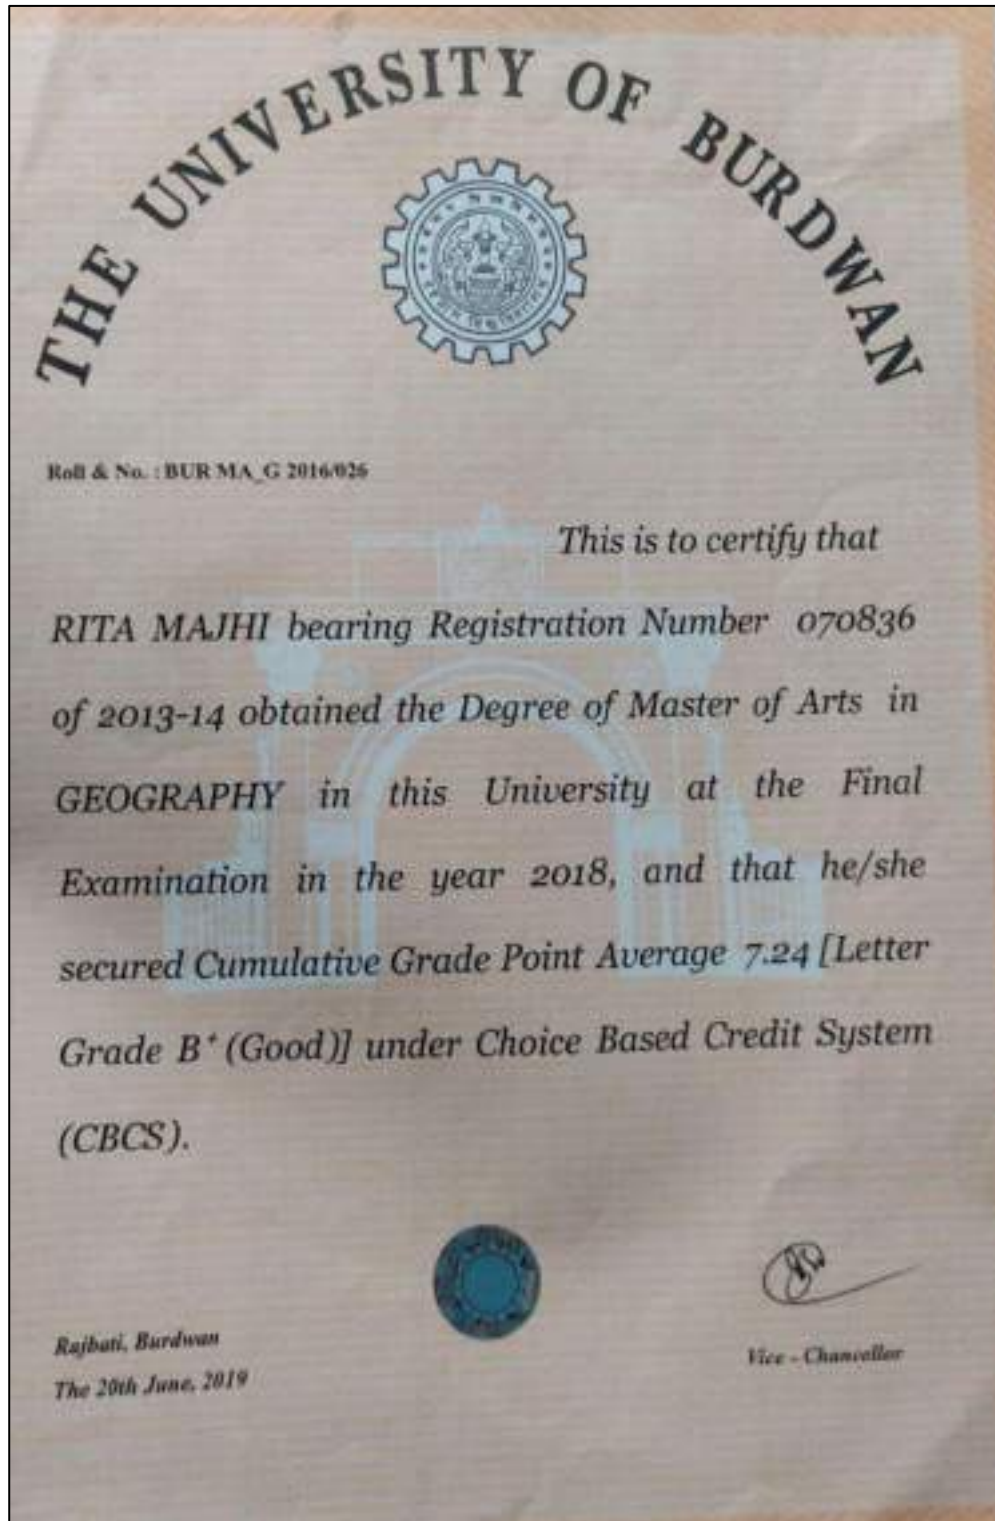 THE UNIVERSITY OF BURDWAN
Roll & No. : BUR MA_G 2016/026
This is to certify that
RITA MAJHI bearing Registration Number 070836
of 2013-14 obtained the Degree of Master of Arts in
GEOGRAPHY in this University at the Final
Examination in the year 2018, and that he/she
secured Cumulative Grade Point Average 7.24 [Letter
Grade B+ (Good)] under Choice Based Credit System
(CBCS).
Rajbati, Burdwan
The 20th June, 2019
Vice - Chancellor